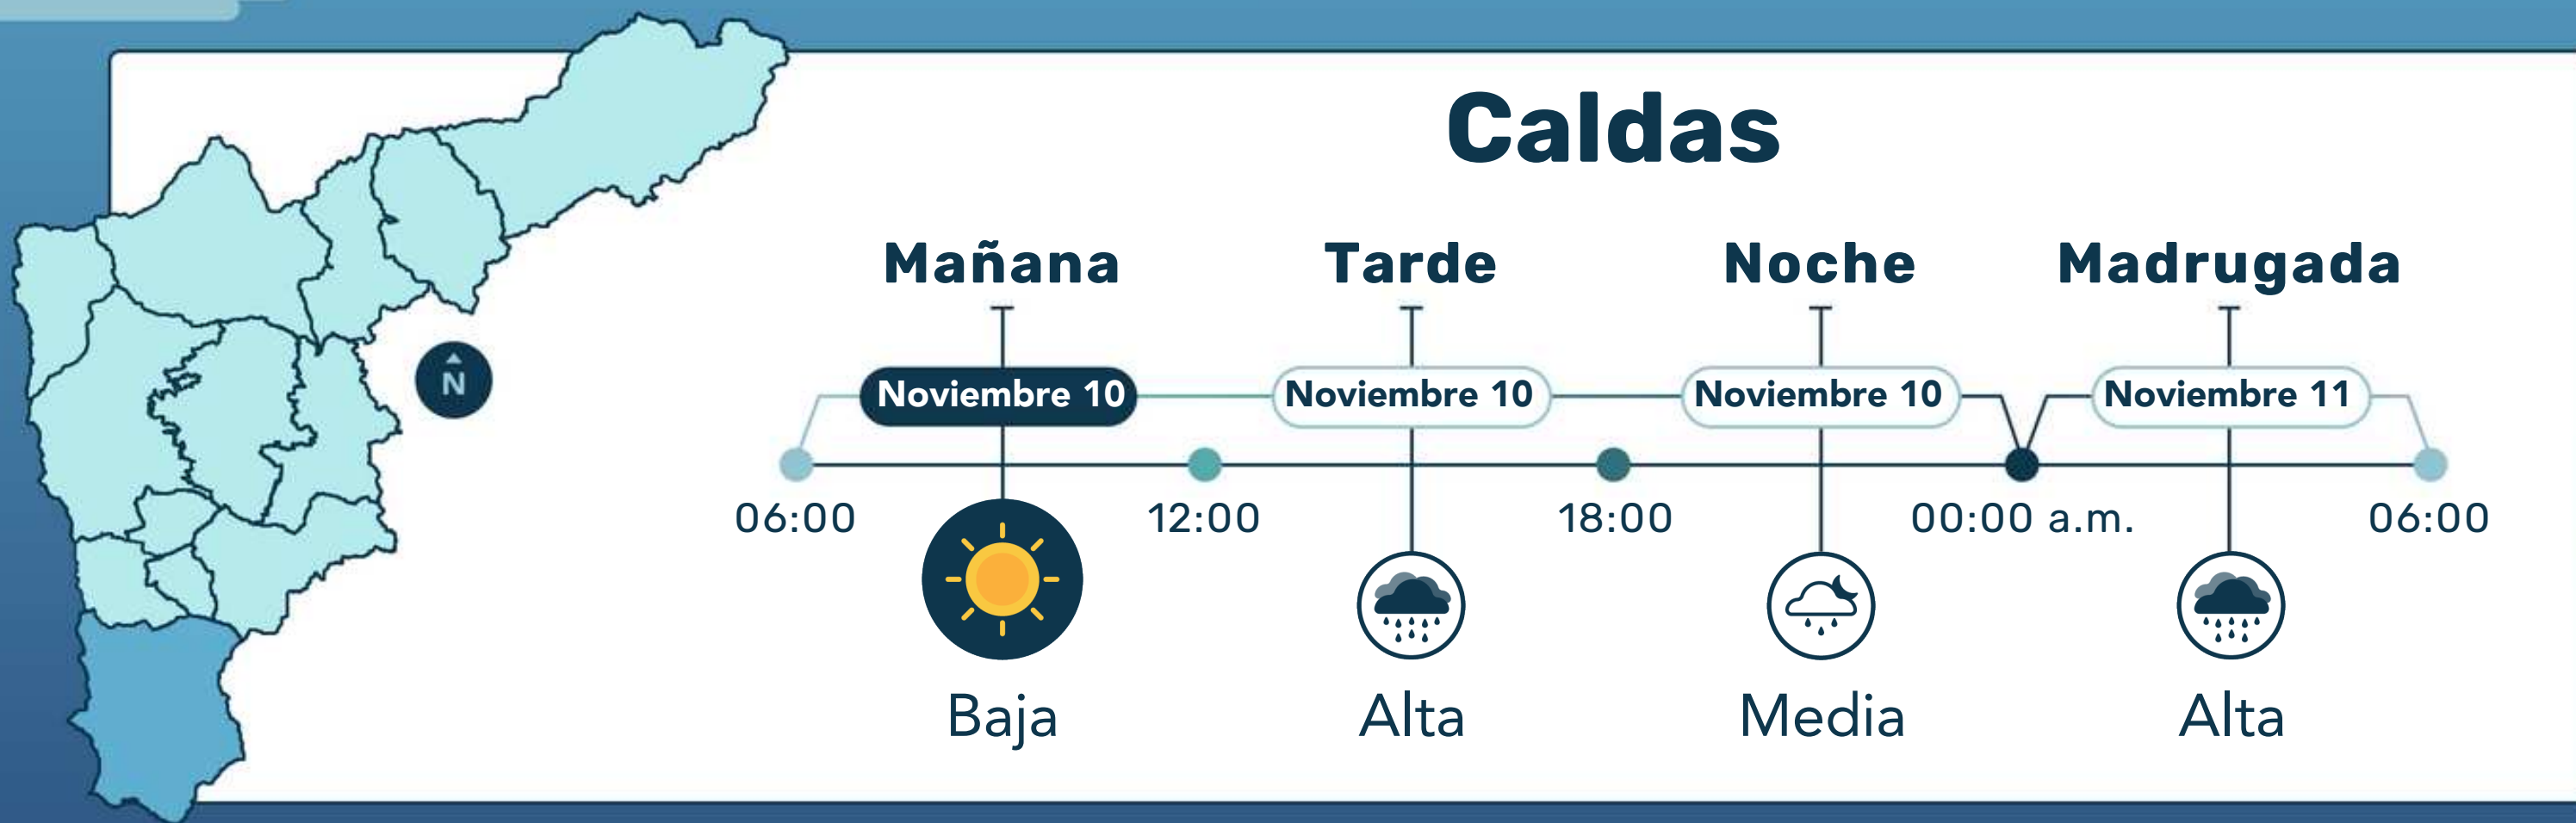 Caldas
Mañana Tarde Noche Madrugada
Noviembre 10 Noviembre 10 Noviembre 10 Noviembre 11
N
06:00 12:00 18:00 00:00 a.m. 06:00
Baja Alta Media Alta